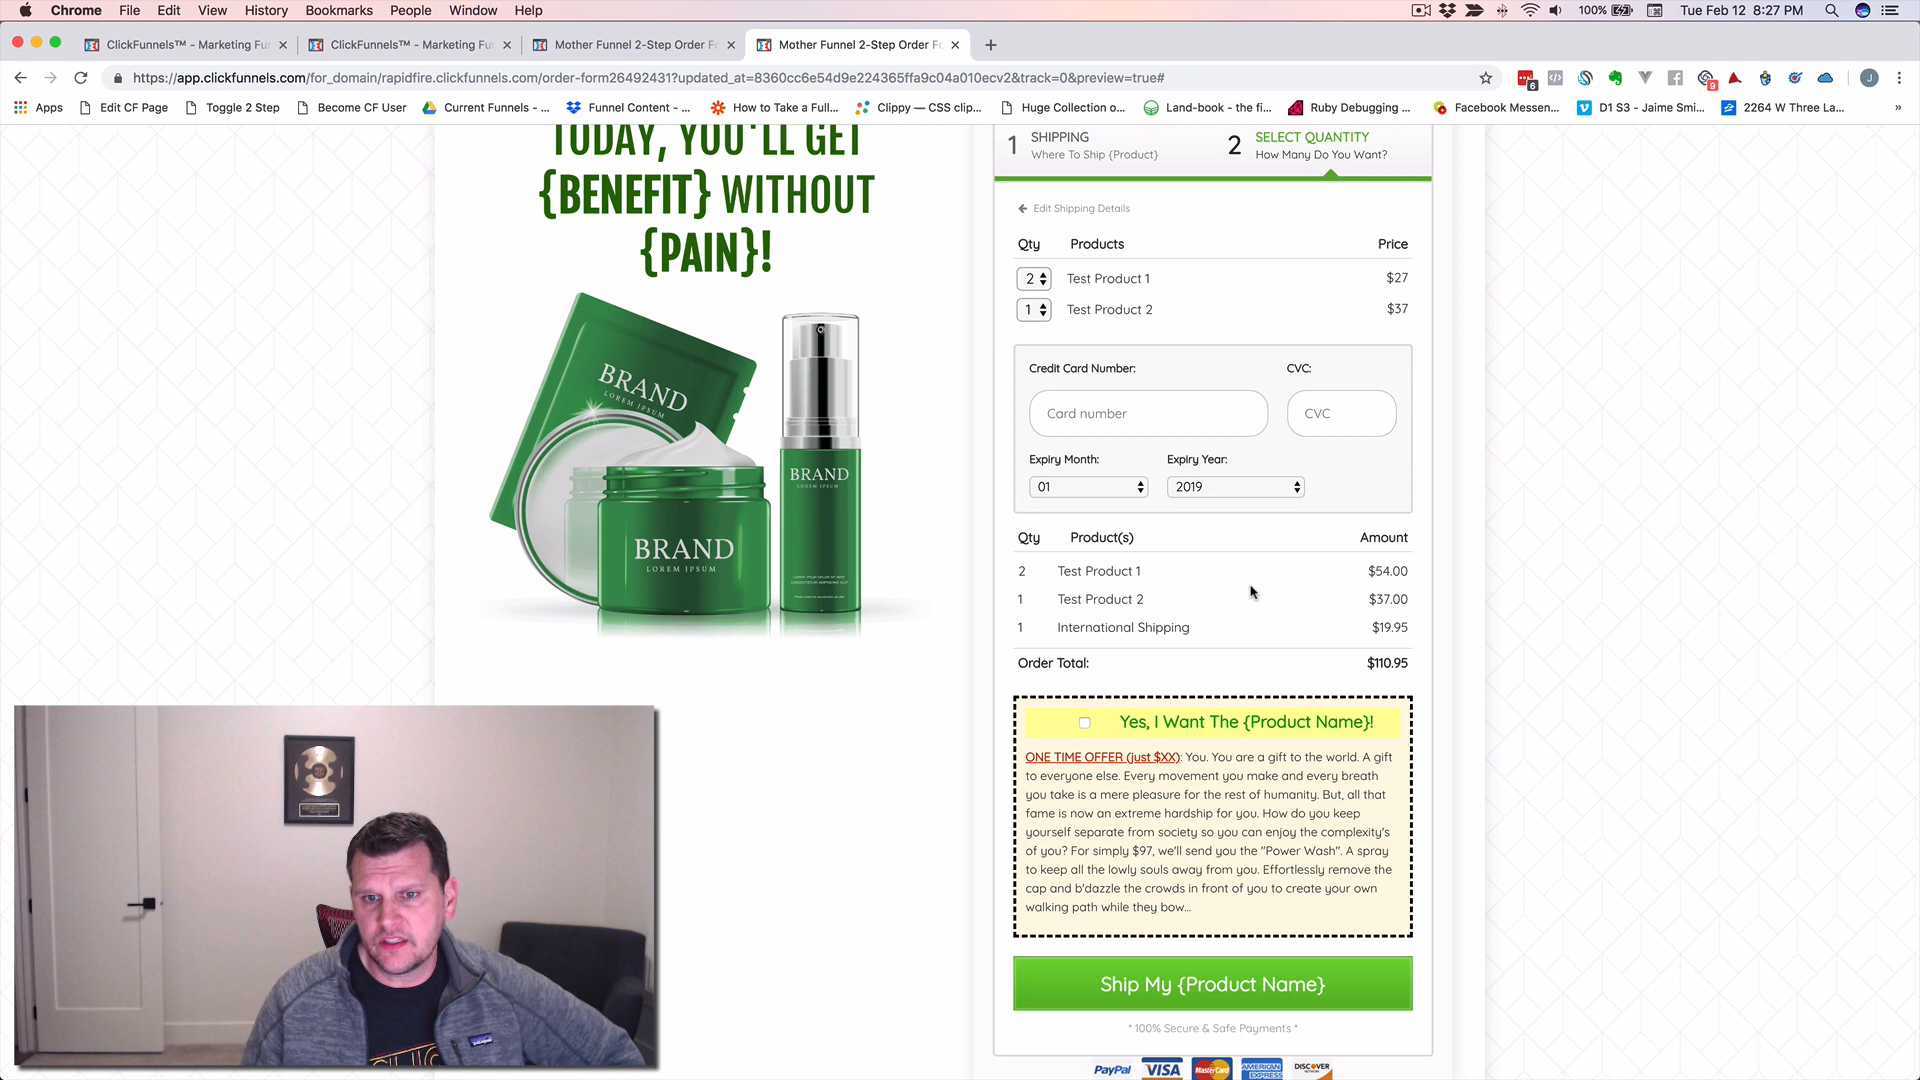 Chrome File Edit View History Bookmarks People Window Help
100% Tue Feb 12 8:27 PM
ClickFunnels™ - Marketing Fu
ClickFunnels™ - Marketing Fu
Mother Funnel 2-Step Order F
Mother Funnel 2-Step Order F
https://app.clickfunnels.com/for_domain/rapidfire.clickfunnels.com/order-form26492431?updated_at=8360cc6e54d9e224365ffa9c04a010ecv2&track=0&preview=true#
6
9
J
Apps
Edit CF Page
Toggle 2 Step
Become CF User
Current Funnels - ...
Funnel Content - ...
How to Take a Full...
Clippy — CSS clip...
Huge Collection o...
Land-book - the fi...
Ruby Debugging ...
Facebook Messen...
D1 S3 - Jaime Smi...
2264 W Three La...
»
TODAY, YOU'LL GET
{BENEFIT} WITHOUT
{PAIN}!
BRAND
LOREM IPSUM
BRAND
LOREM IPSUM
BRAND
LOREM IPSUM
1 SHIPPING
Where To Ship {Product}
2 SELECT QUANTITY
How Many Do You Want?
Edit Shipping Details
Qty Products Price
2 Test Product 1 $27
1 Test Product 2 $37
Credit Card Number: CVC:
Card number CVC
Expiry Month: Expiry Year:
01 2019
Qty Product(s) Amount
2 Test Product 1 $54.00
1 Test Product 2 $37.00
1 International Shipping $19.95
Order Total: $110.95
Yes, I Want The {Product Name}!
ONE TIME OFFER (just $XX): You. You are a gift to the world. A gift
to everyone else. Every movement you make and every breath
you take is a mere pleasure for the rest of humanity. But, all that
fame is now an extreme hardship for you. How do you keep
yourself separate from society so you can enjoy the complexity's
of you? For simply $97, we'll send you the "Power Wash". A spray
to keep all the lowly souls away from you. Effortlessly remove the
cap and b'dazzle the crowds in front of you to create your own
walking path while they bow...
Ship My {Product Name}
* 100% Secure & Safe Payments *
PayPal VISA MasterCard AMERICAN EXPRESS DISCOVER